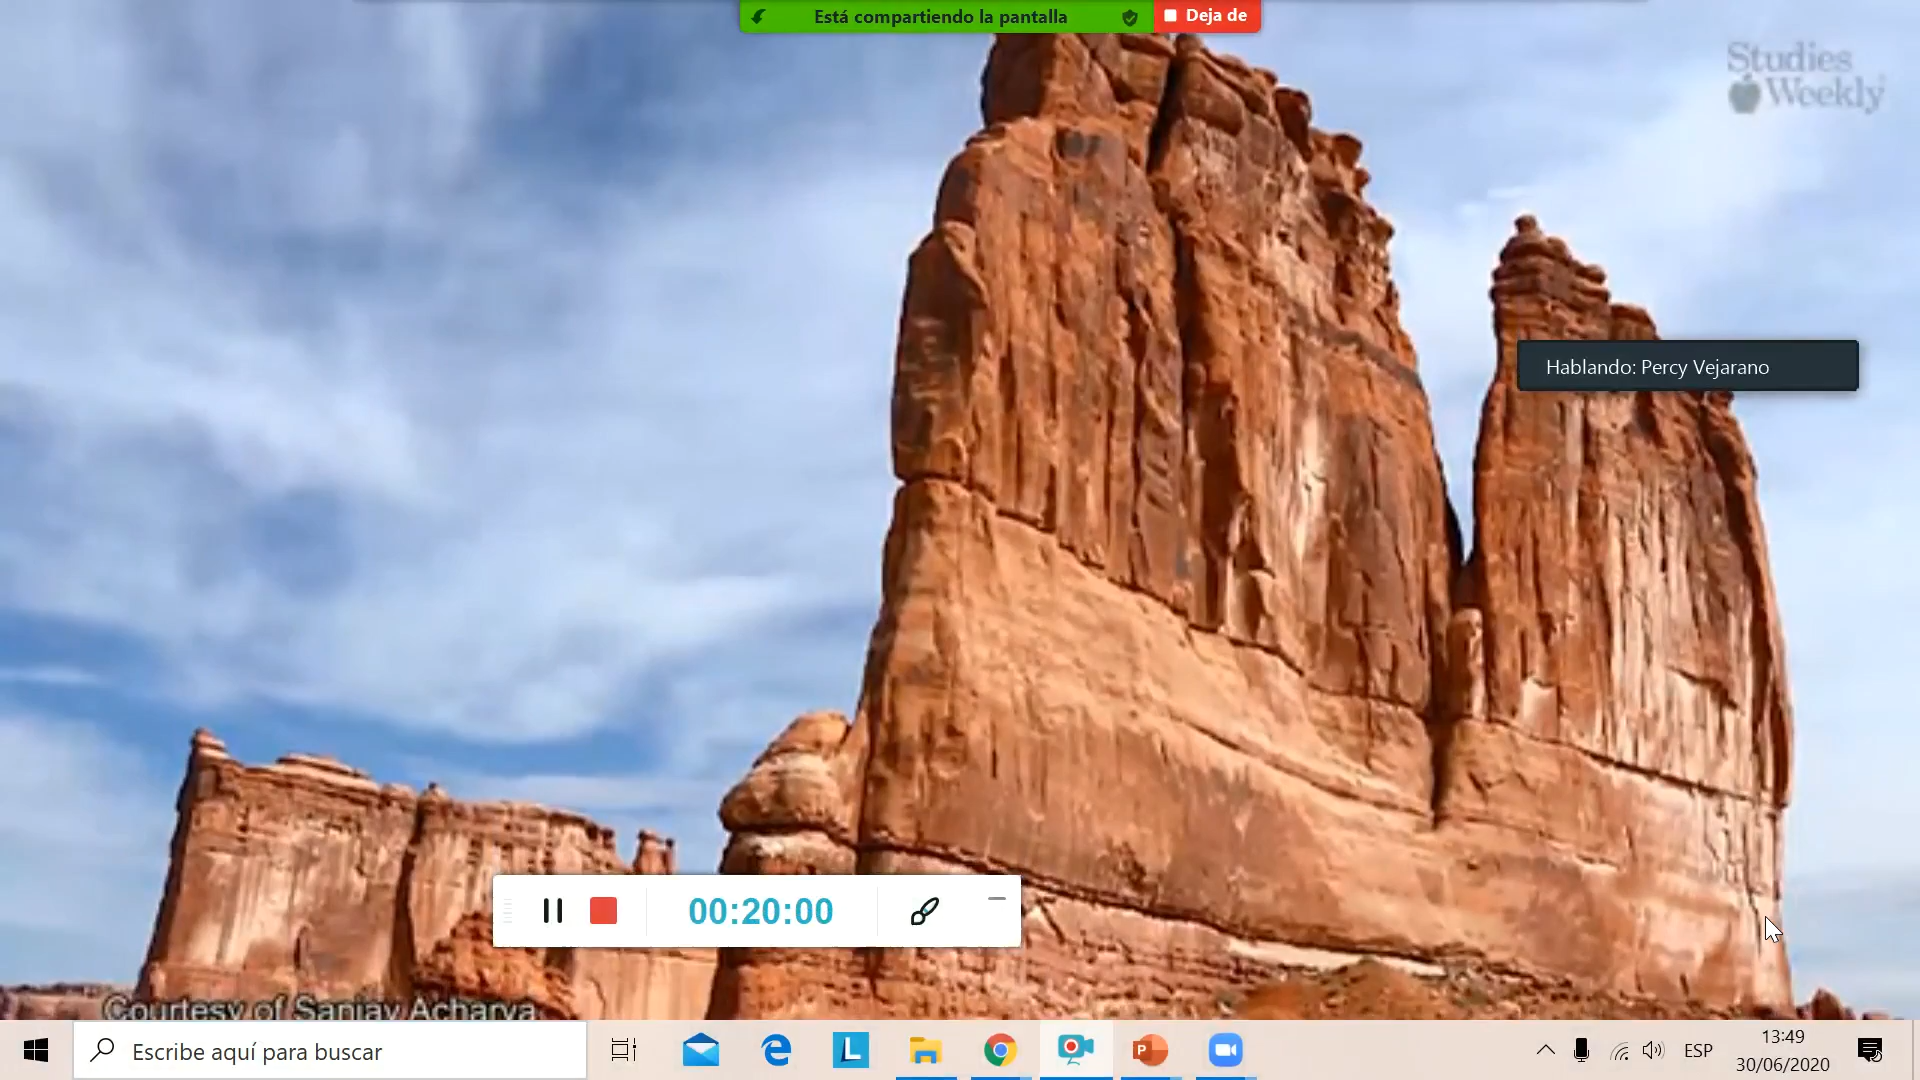 Está compartiendo la pantalla
Deja de
Studies
Weekly
Hablando: Percy Vejarano
00:20:00
Courtesy of Sanjay Acharya
Escribe aquí para buscar
ESP
13:49
30/06/2020